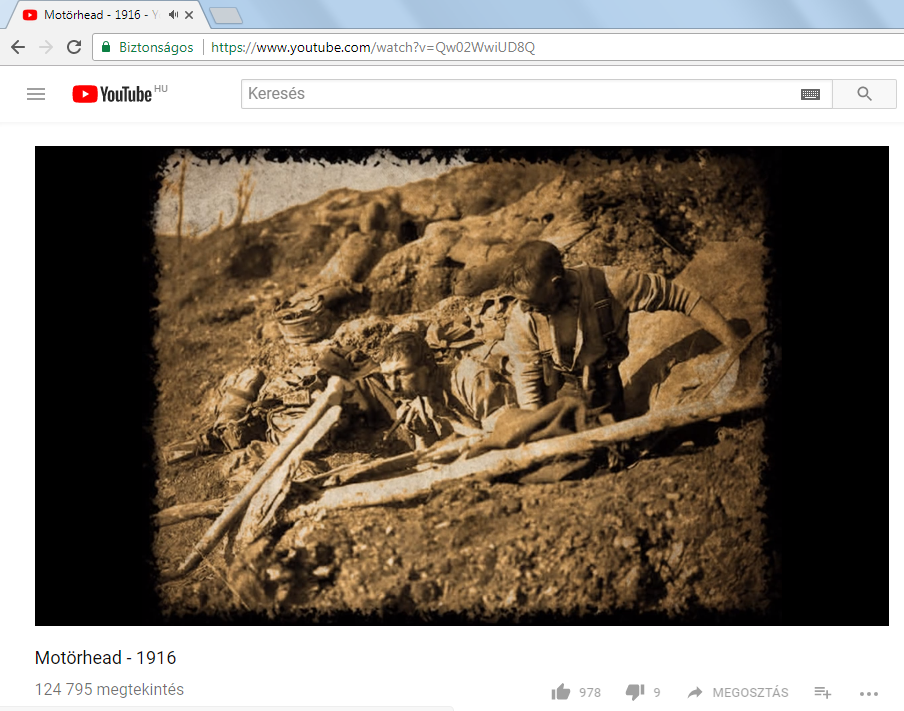 Motörhead - 1916 - Y
Biztonságos
https://www.youtube.com/watch?v=Qw02WwiUD8Q
YouTube HU
Keresés
Motörhead - 1916
124 795 megtekintés
978 9 MEGOSZTÁS